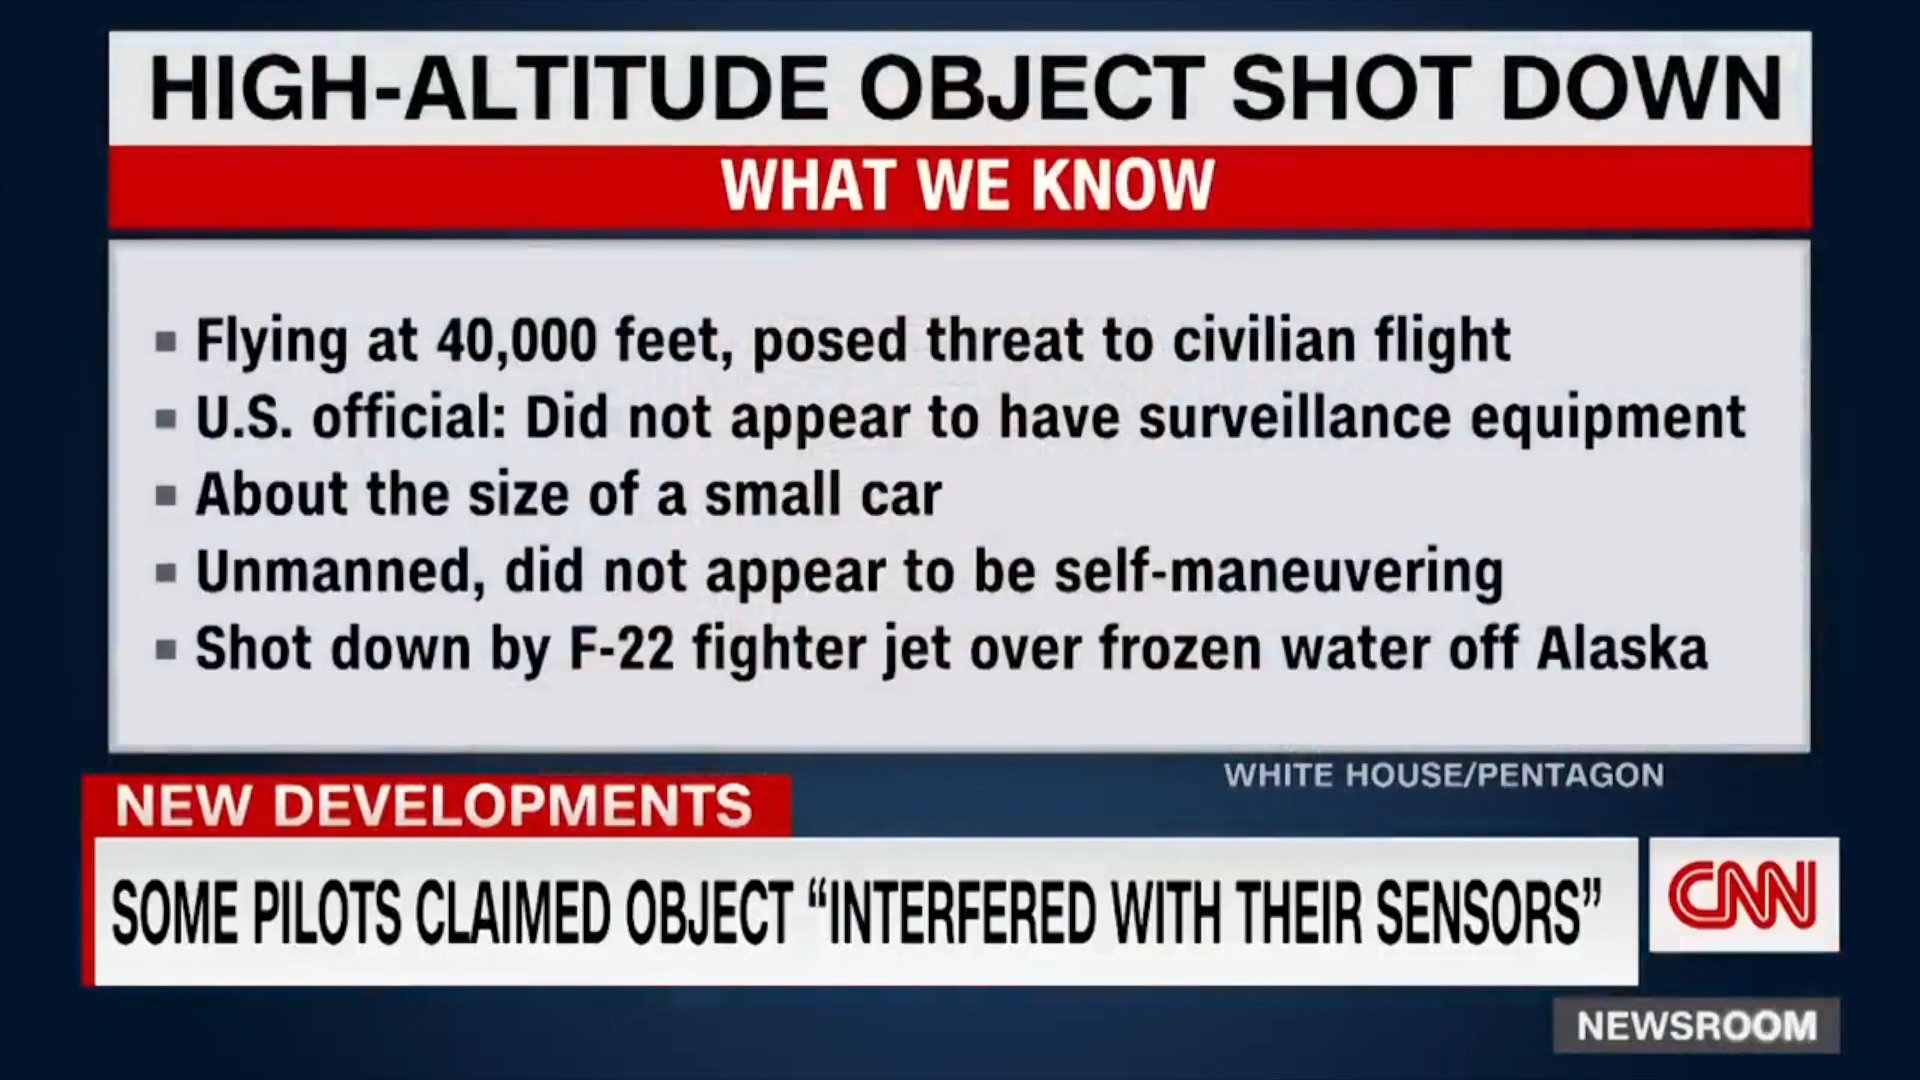 HIGH-ALTITUDE OBJECT SHOT DOWN
WHAT WE KNOW
▪ Flying at 40,000 feet, posed threat to civilian flight
▪ U.S. official: Did not appear to have surveillance equipment
▪ About the size of a small car
▪ Unmanned, did not appear to be self-maneuvering
▪ Shot down by F-22 fighter jet over frozen water off Alaska
WHITE HOUSE/PENTAGON
NEW DEVELOPMENTS
SOME PILOTS CLAIMED OBJECT “INTERFERED WITH THEIR SENSORS”
CNN
NEWSROOM